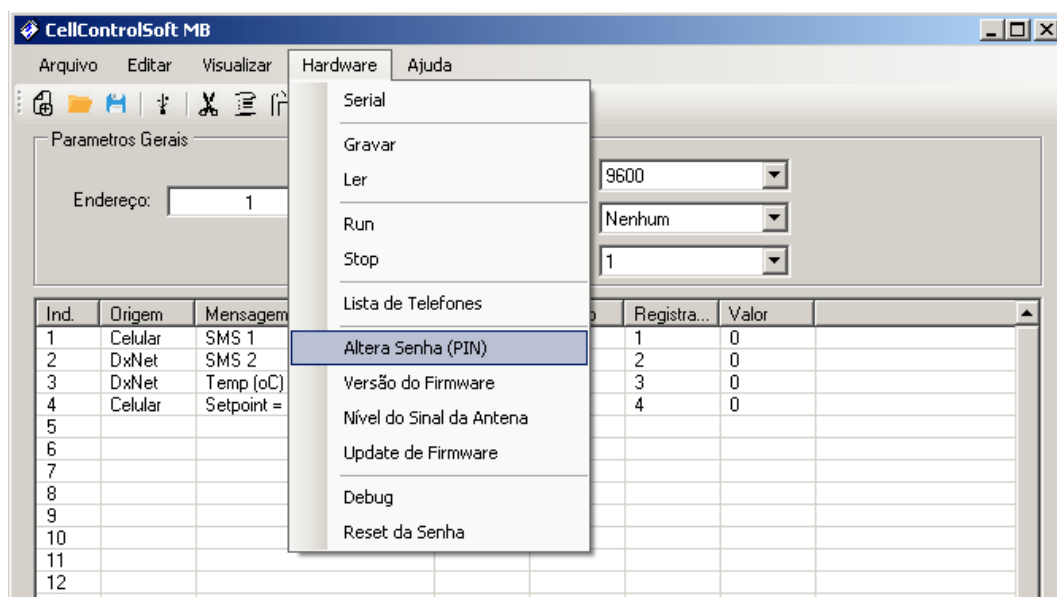 CellControlSoft MB
Arquivo Editar Visualizar Hardware Ajuda
Serial
Gravar
Ler
Run
Stop
Lista de Telefones
Altera Senha (PIN)
Versão do Firmware
Nível do Sinal da Antena
Update de Firmware
Debug
Reset da Senha
Parametros Gerais
Endereço: 1
9600
Nenhum
1
Ind. Origem Mensagem Registra... Valor
1 Celular SMS 1 1 0
2 DxNet SMS 2 2 0
3 DxNet Temp (oC) 3 0
4 Celular Setpoint = 4 0
5
6
7
8
9
10
11
12